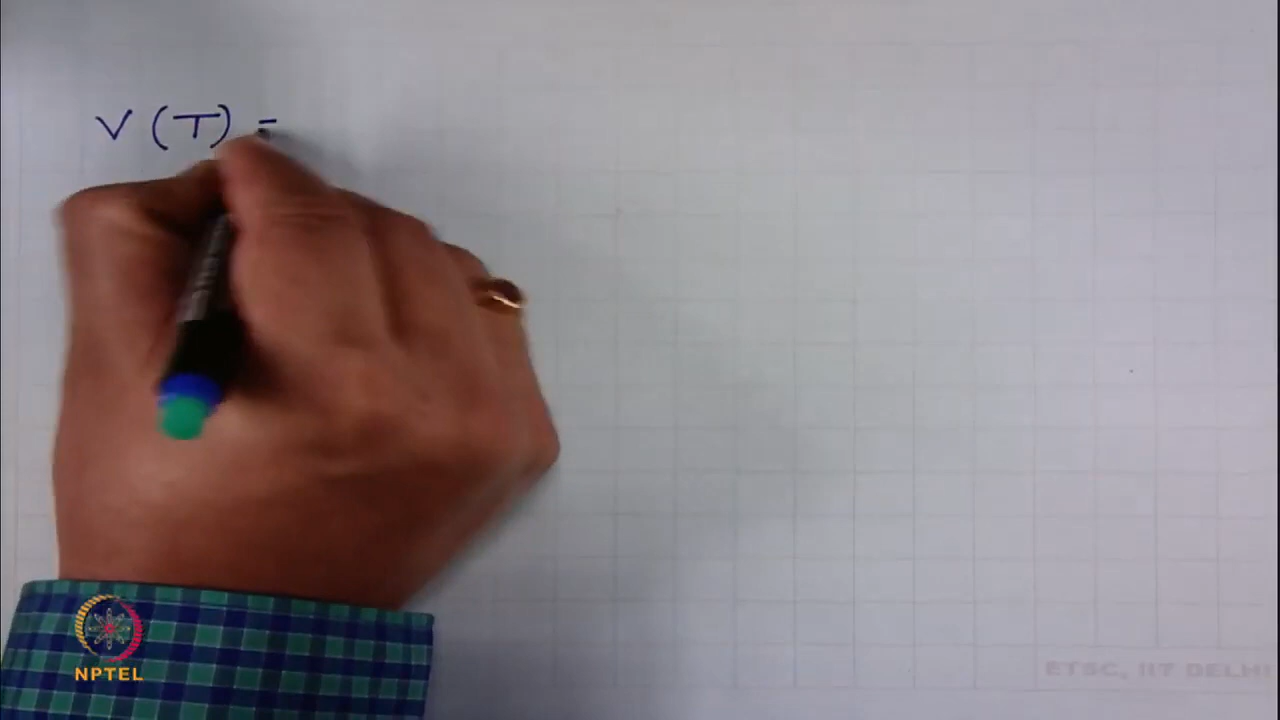 V (T) =
NPTEL
ETSC, IIT DELHI